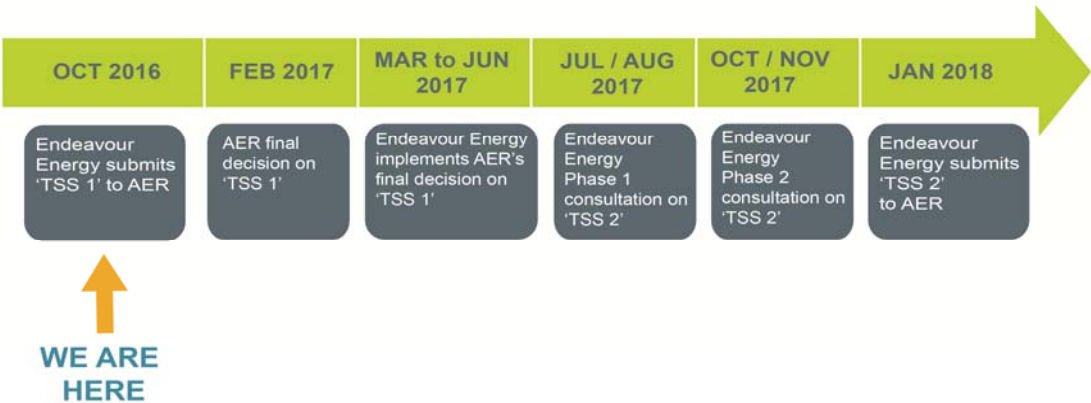 OCT 2016
FEB 2017
MAR to JUN
2017
JUL / AUG
2017
OCT / NOV
2017
JAN 2018
Endeavour
Energy submits
‘TSS 1’ to AER
AER final
decision on
‘TSS 1’
Endeavour Energy
implements AER’s
final decision on
‘TSS 1’
Endeavour
Energy
Phase 1
consultation on
‘TSS 2’
Endeavour
Energy
Phase 2
consultation on
‘TSS 2’
Endeavour
Energy submits
‘TSS 2’
to AER
WE ARE
HERE